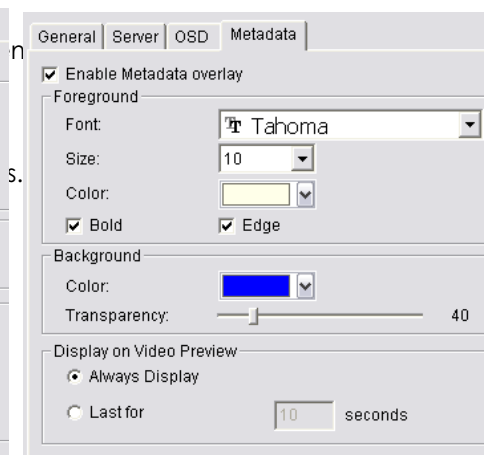 General Server OSD Metadata
Enable Metadata overlay
Foreground
Font: Tahoma
Size: 10
Color:
Bold Edge
Background
Color:
Transparency: 40
Display on Video Preview
Always Display
Last for 10 seconds